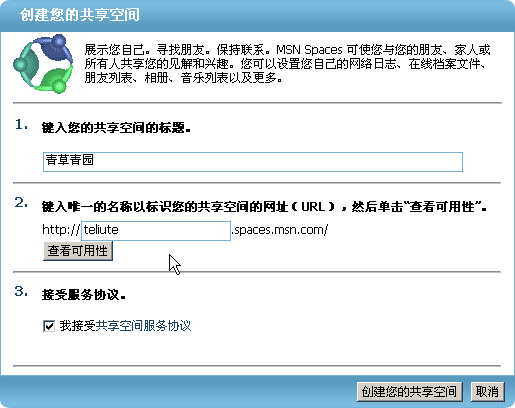 创建您的共享空间
展示您自己。寻找朋友。保持联系。MSN Spaces 可使您与您的朋友、家人或
所有人共享您的见解和兴趣。您可以设置您自己的网络日志、在线档案文件、
朋友列表、相册、音乐列表以及更多。
1. 键入您的共享空间的标题。
青草青园
2. 键入唯一的名称以标识您的共享空间的网址（URL），然后单击“查看可用性”。
http://teliute.spaces.msn.com/
查看可用性
3. 接受服务协议。
我接受共享空间服务协议
创建您的共享空间 取消